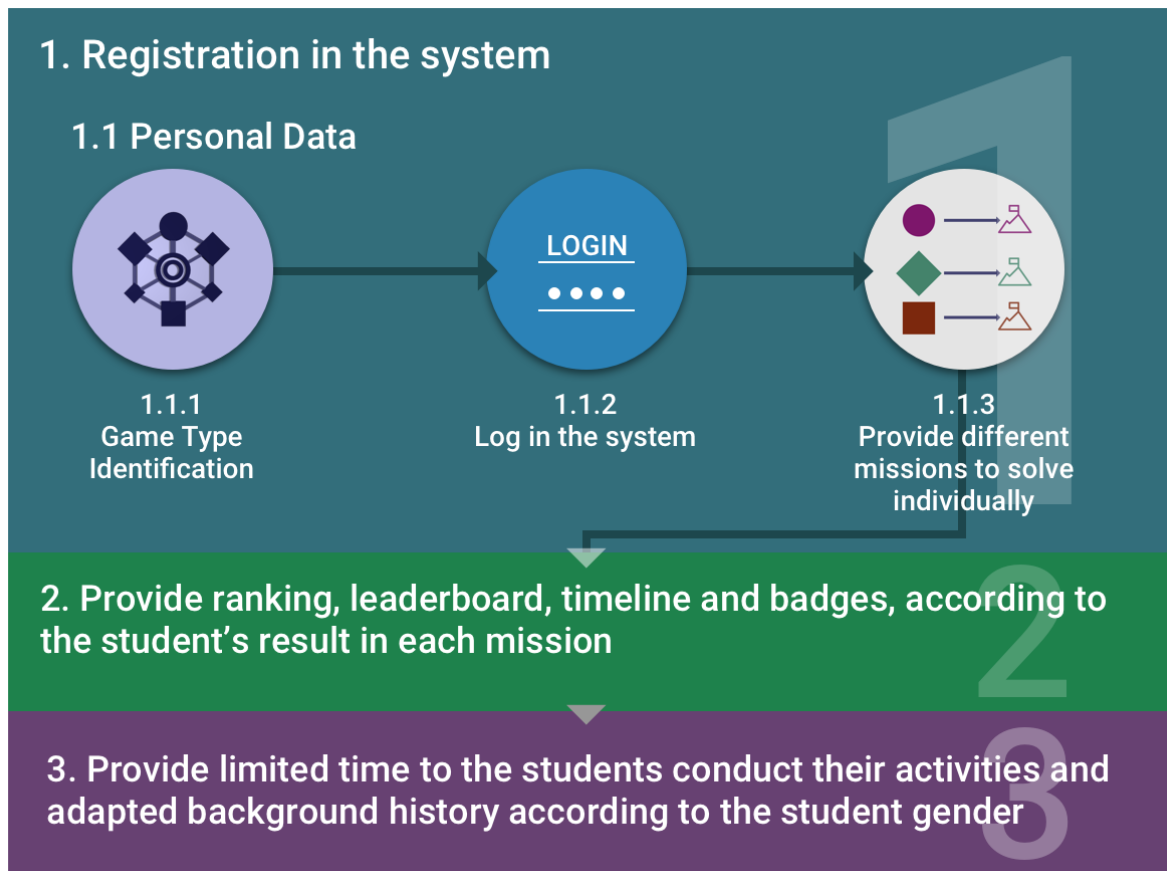 1. Registration in the system
1
1.1 Personal Data
LOGIN
1.1.1
Game Type
Identification
1.1.2
Log in the system
1.1.3
Provide different
missions to solve
individually
2. Provide ranking, leaderboard, timeline and badges, according to
the student’s result in each mission
2
3. Provide limited time to the students conduct their activities and
adapted background history according to the student gender
3